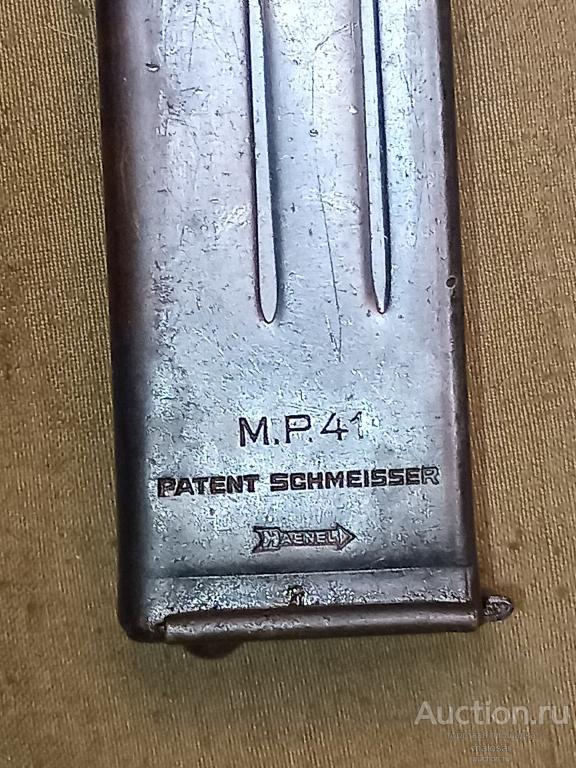 M.P.41
PATENT SCHMEISSER
HAENEL
Auction.ru